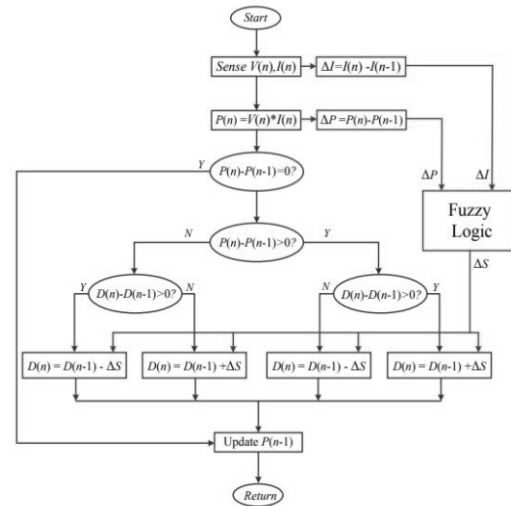 Start
Sense V(n),I(n)
ΔI=I(n) -I(n-1)
P(n) =V(n)*I(n)
ΔP =P(n)-P(n-1)
Y
P(n)-P(n-1)=0?
ΔP
ΔI
Fuzzy
Logic
N
P(n)-P(n-1)>0?
Y
ΔS
Y
D(n)-D(n-1)>0?
N
N
D(n)-D(n-1)>0?
Y
D(n) = D(n-1) - ΔS
D(n) = D(n-1) +ΔS
D(n) = D(n-1) - ΔS
D(n) = D(n-1) +ΔS
Update P(n-1)
Return